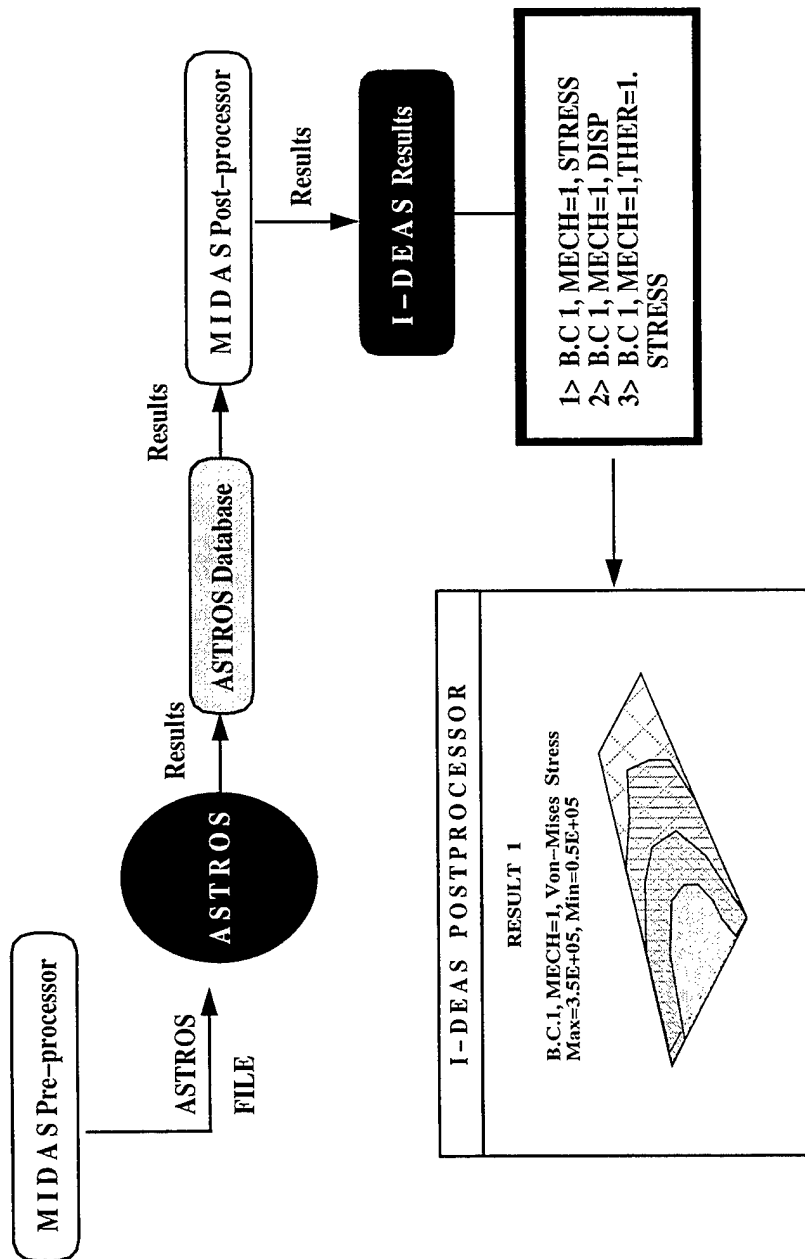 MIDAS Pre-processor
ASTROS
FILE
ASTROS
Results
ASTROS Database
Results
MIDAS Post-processor
Results
I-DEAS Results
1> B.C 1, MECH=1, STRESS
2> B.C 1, MECH=1, DISP
3> B.C 1, MECH=1,THER=1.
STRESS
I-DEAS POSTPROCESSOR
RESULT 1
B.C.1, MECH=1, Von-Mises Stress
Max=3.5E+05, Min=0.5E+05